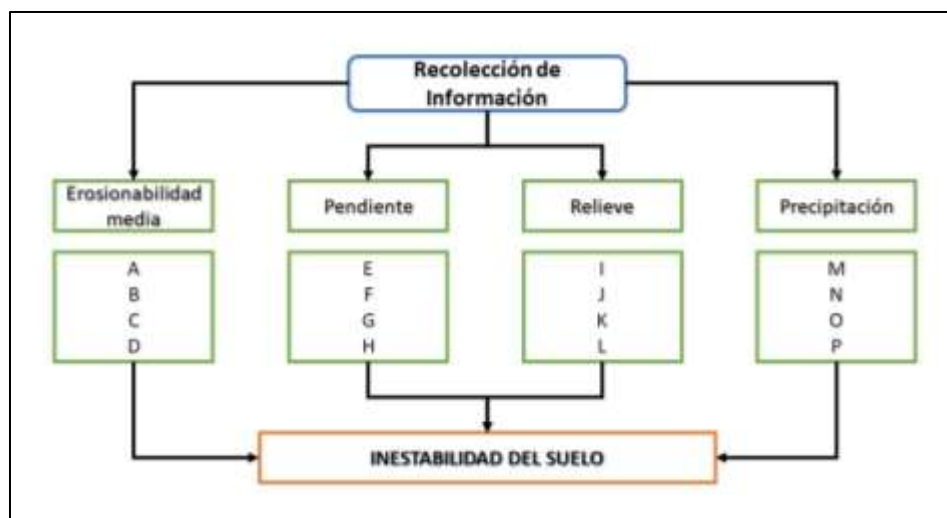 Recolección de
Información
Erosionabilidad
media
Pendiente
Relieve
Precipitación
A
B
C
D
E
F
G
H
I
J
K
L
M
N
O
P
INESTABILIDAD DEL SUELO